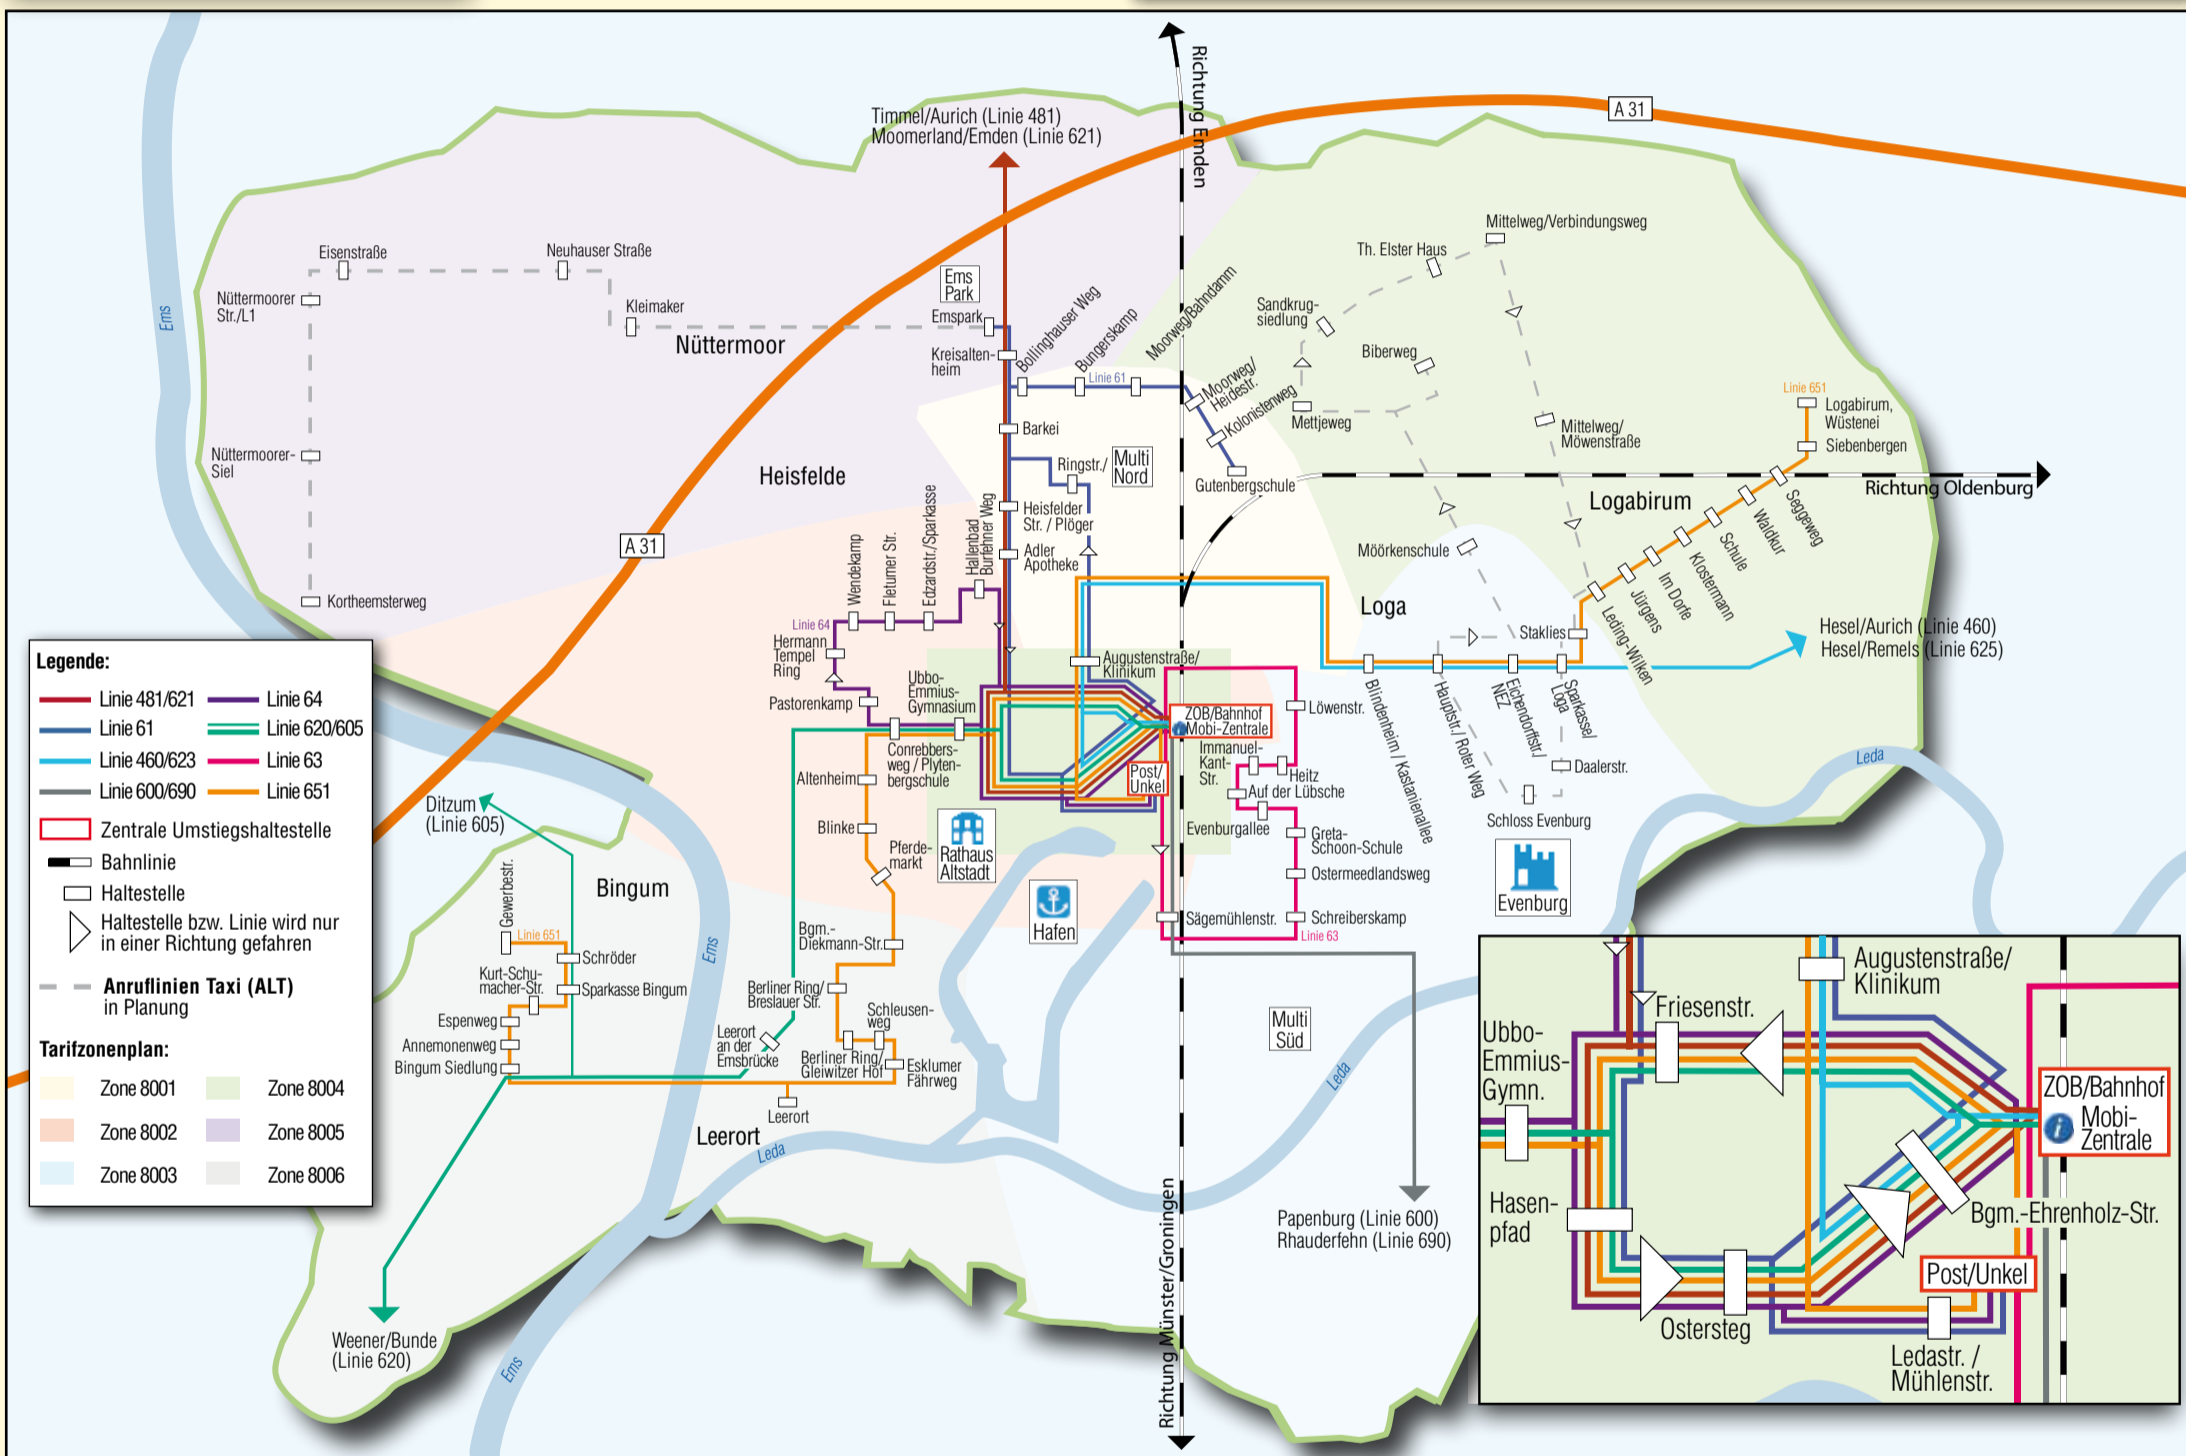 Richtung Emden
Timmel/Aurich (Linie 481)
Moormerland/Emden (Linie 621)
A 31
Mittelweg/Verbindungsweg
Th. Elster Haus
Sandkrug-
siedlung
Biberweg
Mettjeweg
Mittelweg/
Möwenstraße
Möörkenschule
Eisenstraße
Neuhauser Straße
Nüttermoorer
Str./L1
Kleimaker
Nüttermoor
Nüttermoorer-
Siel
Kortheemsterweg
Ems
Ems
Park
Emspark
Kreisalten-
heim
Bollinghauser Weg
Bungerskamp
Moorweg/Bahndamm
Linie 61
Moorweg/
Heidestr.
Kolonistenweg
Gutenbergschule
Barkei
Ringstr./
Multi
Nord
Heisfelde
Heisfelder
Str. / Plöger
Adler
Apotheke
A 31
Linie 651
Logabirum,
Wüstenei
Siebenbergen
Richtung Oldenburg
Logabirum
Seggeweg
Waldkur
Schule
Klostermann
Im Dorfe
Jürgens
Leding-Wilken
Hallenbad
Burfehner Weg
Edzardstr./Sparkasse
Fletumer Str.
Wendekamp
Linie 64
Hermann
Tempel
Ring
Pastorenkamp
Ubbo-
Emmius-
Gymnasium
Conrebbers-
weg / Plyten-
bergschule
Augustenstraße/
Klinikum
Loga
Staklies
Hesel/Aurich (Linie 460)
Hesel/Remels (Linie 625)
Blindenheim / Kastanienallee
Hauptstr./ Roter Weg
Eichendorffstr./
NEZ
Sparkasse/
Loga
Daalerstr.
Schloss Evenburg
Evenburg
Leda
ZOB/Bahnhof
Mobi-Zentrale
Post/
Unkel
Löwenstr.
Immanuel-
Kant-
Str.
Heitz
Auf der Lübsche
Evenburgallee
Greta-
Schoon-Schule
Ostermeedlandsweg
Schreiberskamp
Sägemühlenstr.
Linie 63
Altenheim
Blinke
Pferde-
markt
Rathaus
Altstadt
Hafen
Bgm.-
Diekmann-Str.
Berliner Ring/
Breslauer Str.
Schleusen-
weg
Leerort
an der
Emsbrücke
Berliner Ring/
Gleiwitzer Hof
Esklumer
Fährweg
Leerort
Leerort
Leda
Multi
Süd
Leda
Papenburg (Linie 600)
Rhauderfehn (Linie 690)
Richtung Münster/Groningen
Ditzum
(Linie 605)
Bingum
Gewerbestr.
Linie 651
Schröder
Kurt-Schu-
macher-Str.
Sparkasse Bingum
Espenweg
Annemonenweg
Bingum Siedlung
Ems
Weener/Bunde
(Linie 620)
Ems
Legende:
Linie 481/621
Linie 64
Linie 61
Linie 620/605
Linie 460/623
Linie 63
Linie 600/690
Linie 651
Zentrale Umstiegshaltestelle
Bahnlinie
Haltestelle
Haltestelle bzw. Linie wird nur
in einer Richtung gefahren
Anruflinien Taxi (ALT)
in Planung
Tarifzonenplan:
Zone 8001
Zone 8004
Zone 8002
Zone 8005
Zone 8003
Zone 8006
Augustenstraße/
Klinikum
Friesenstr.
Ubbo-
Emmius-
Gymn.
ZOB/Bahnhof
Mobi-
Zentrale
Hasen-
pfad
Bgm.-Ehrenholz-Str.
Post/Unkel
Ostersteg
Ledastr. /
Mühlenstr.